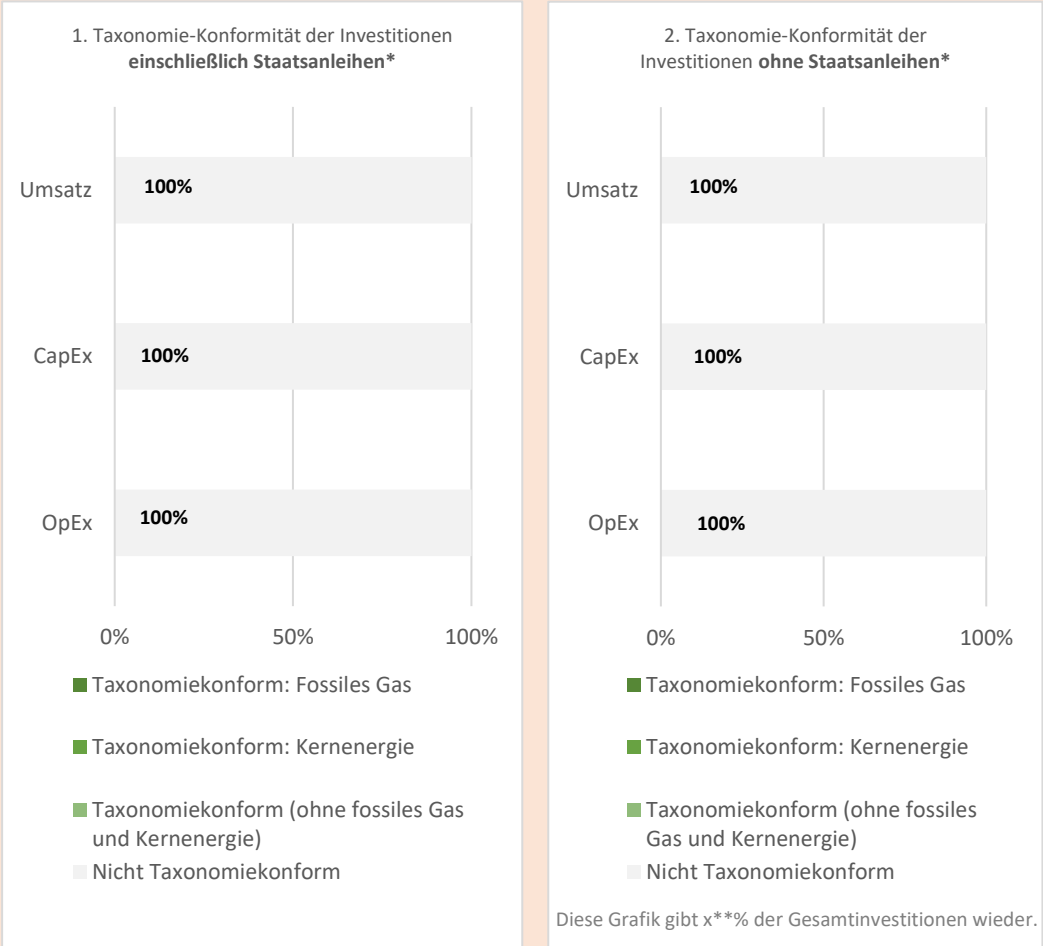 1. Taxonomie-Konformität der Investitionen
einschließlich Staatsanleihen*
Umsatz
100%
CapEx
100%
OpEx
100%
0% 50% 100%
Taxonomiekonform: Fossiles Gas
Taxonomiekonform: Kernenergie
Taxonomiekonform (ohne fossiles Gas
und Kernenergie)
Nicht Taxonomiekonform
2. Taxonomie-Konformität der
Investitionen ohne Staatsanleihen*
Umsatz
100%
CapEx
100%
OpEx
100%
0% 50% 100%
Taxonomiekonform: Fossiles Gas
Taxonomiekonform: Kernenergie
Taxonomiekonform (ohne fossiles
Gas und Kernenergie)
Nicht Taxonomiekonform
Diese Grafik gibt x**% der Gesamtinvestitionen wieder.